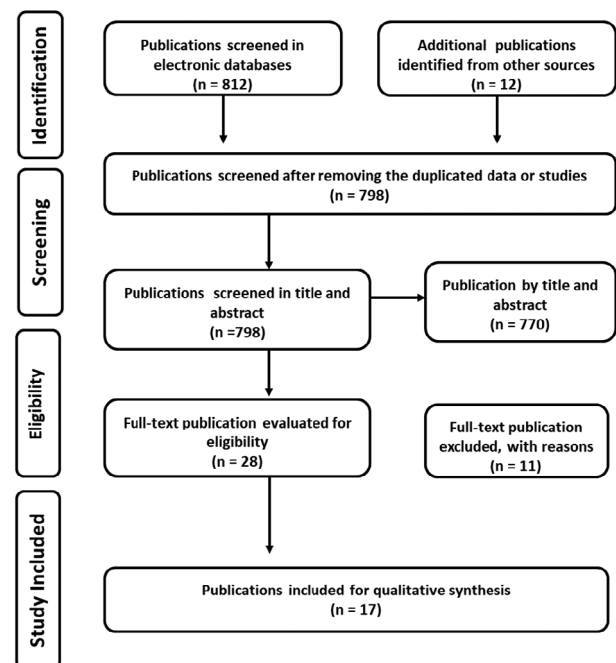 Identification
Publications screened in
electronic databases
(n = 812)
Additional publications
identified from other sources
(n = 12)
Screening
Publications screened after removing the duplicated data or studies
(n = 798)
Publications screened in title and
abstract
(n =798)
Publication by title and
abstract
(n = 770)
Eligibility
Full-text publication evaluated for
eligibility
(n = 28)
Full-text publication
excluded, with reasons
(n = 11)
Study Included
Publications included for qualitative synthesis
(n = 17)